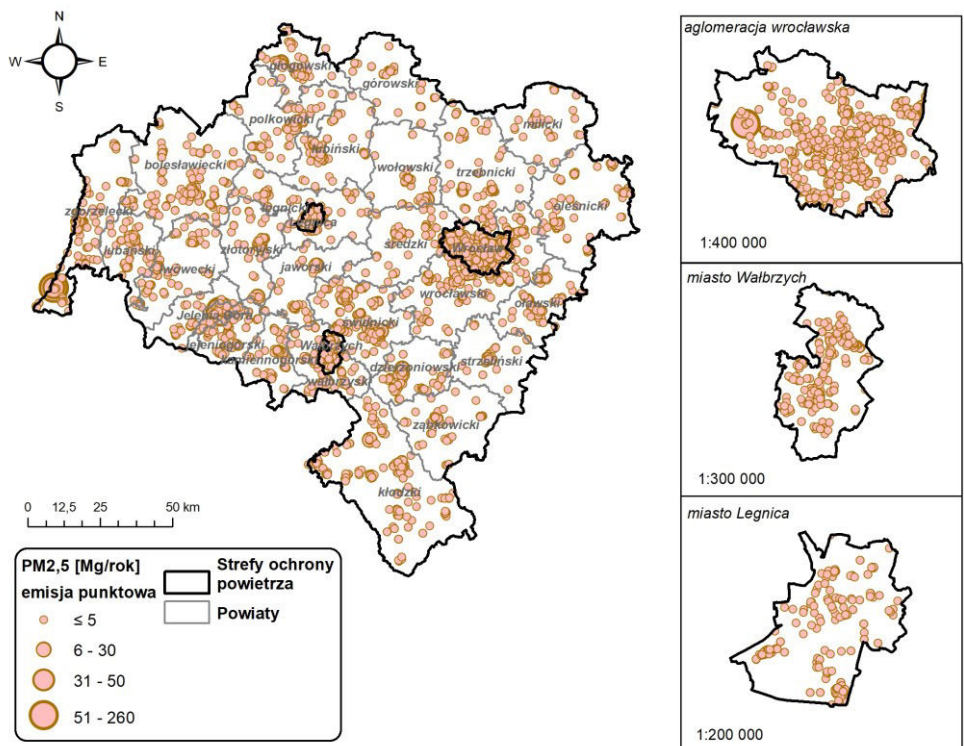 N
W
E
S
głogowski
górowski
polkowicki
lubiński
milicki
bolesławiecki
wołowski
trzebnicki
zgorzelecki
legnicki
Legnica
oleśnicki
lubański
złotoryjski
średzki
Wrocław
lwówecki
jaworski
wrocławski
oławski
Jelenia Góra
świdnicki
jeleniogórski
Wałbrzych
kamiennogórski
strzeliński
dzierżoniowski
wałbrzyski
ząbkowicki
kłodzki
0 12,5 25 50 km
PM2,5 [Mg/rok]
emisja punktowa
≤ 5
6 - 30
31 - 50
51 - 260
Strefy ochrony
powietrza
Powiaty
aglomeracja wrocławska
1:400 000
miasto Wałbrzych
1:300 000
miasto Legnica
1:200 000